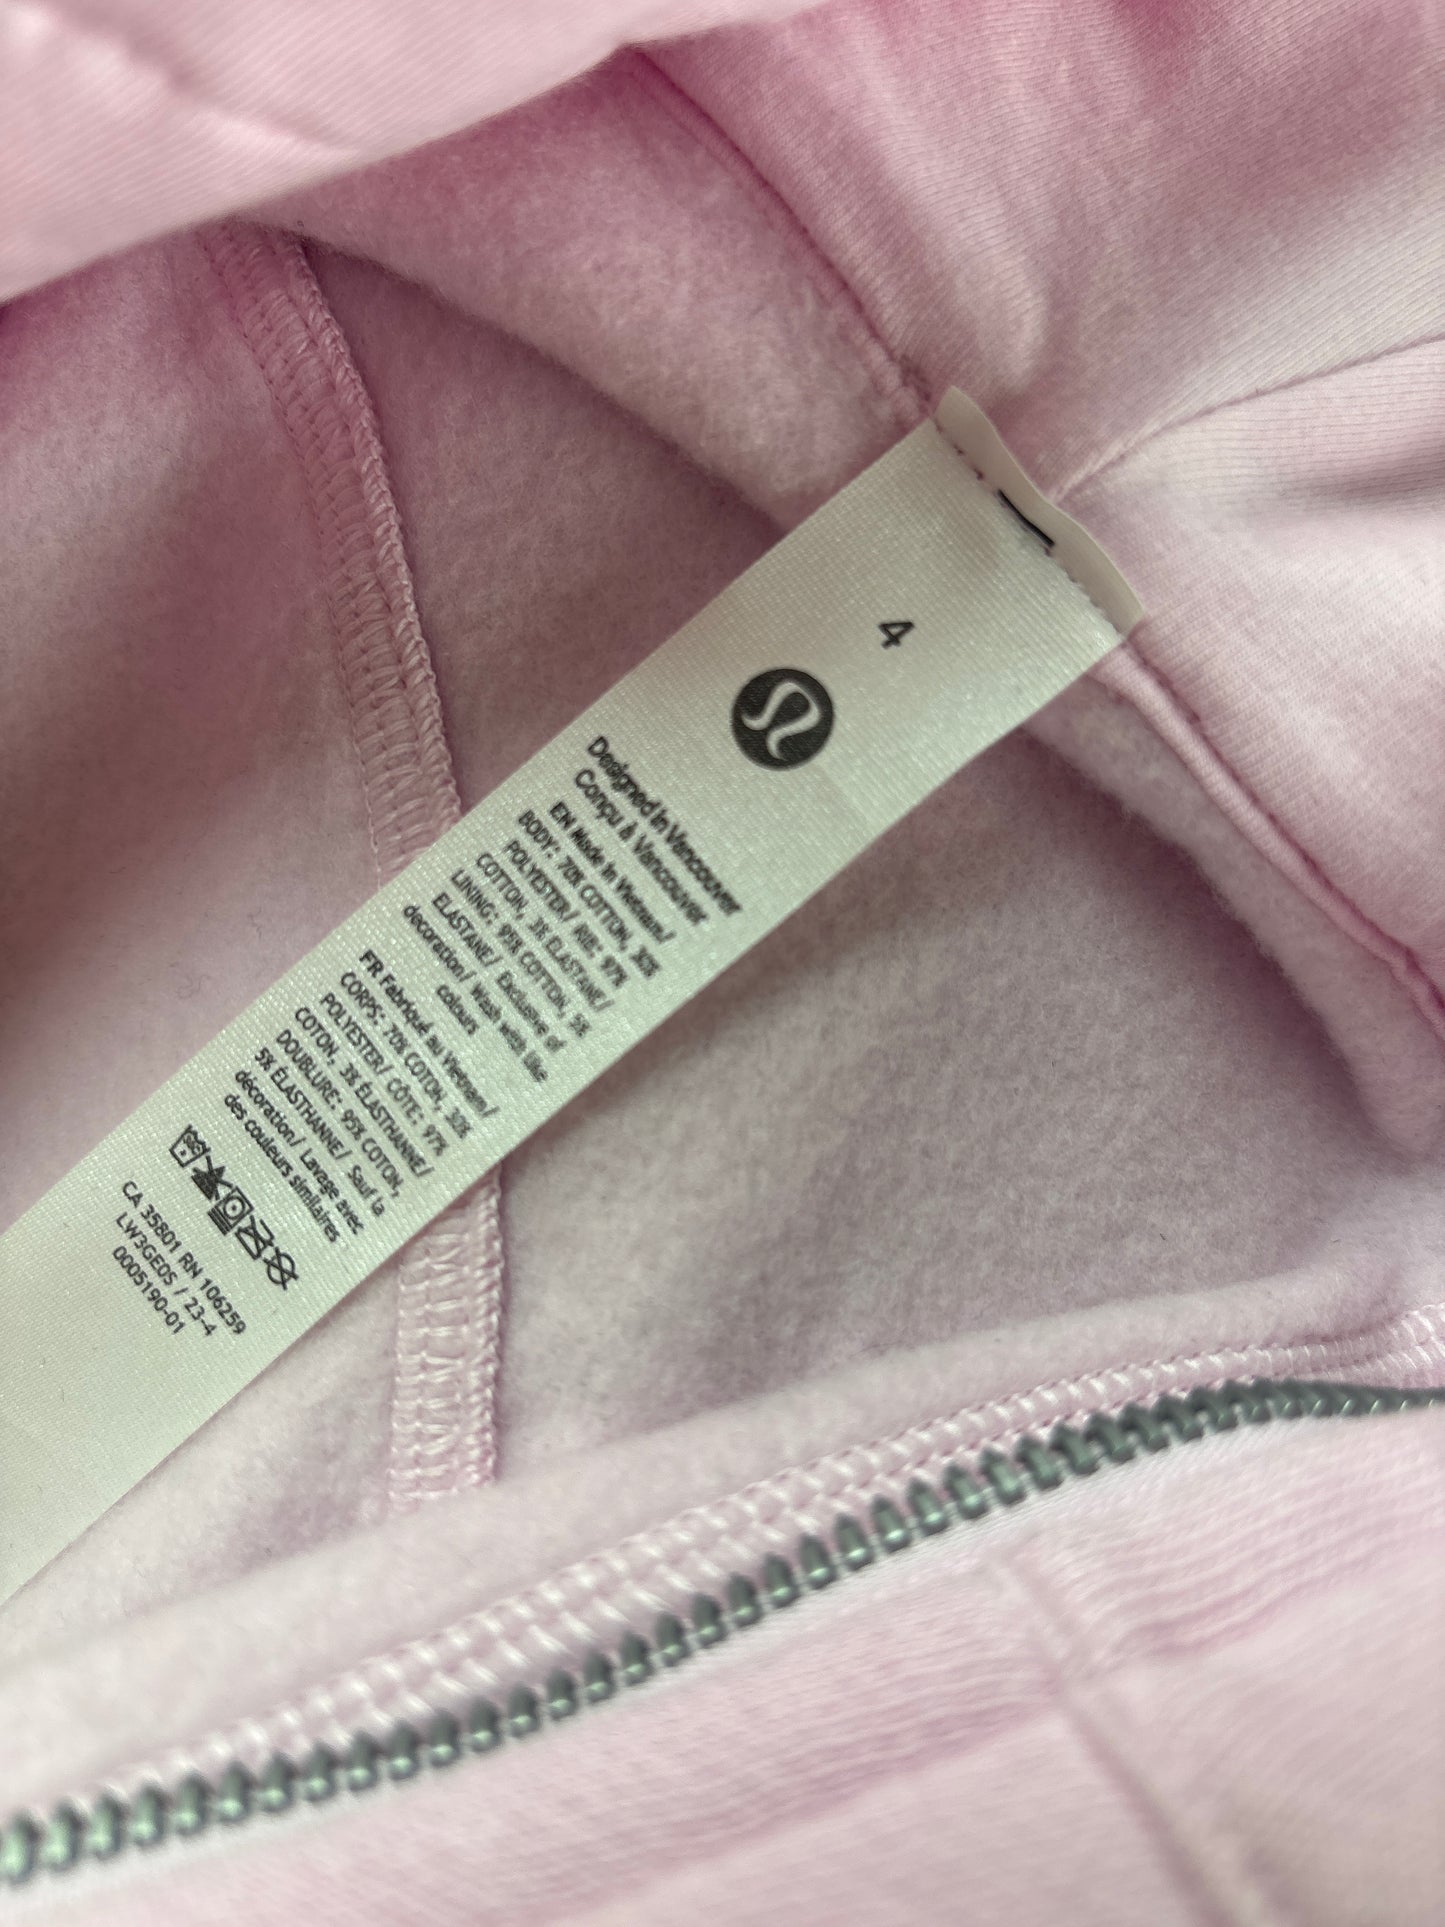 4
Designed in Vancouver
Conçu à Vancouver
EN Made in Vietnam/
BODY: 70% COTTON, 30%
POLYESTER/ RIB: 97%
COTTON, 3% ELASTANE/
LINING: 95% COTTON, 5%
ELASTANE/ Exclusive of
decoration/ Wash with like
colours
FR Fabriqué au Vietnam/
CORPS: 70% COTON, 30%
POLYESTER/ CÔTE: 97%
COTON, 3% ÉLASTHANNE/
DOUBLURE: 95% COTON,
5% ÉLASTHANNE/ Sauf la
décoration/ Lavage avec
des couleurs similaires
CA 35801 RN 106259
LW3GE0S / 23-4
0005190-01